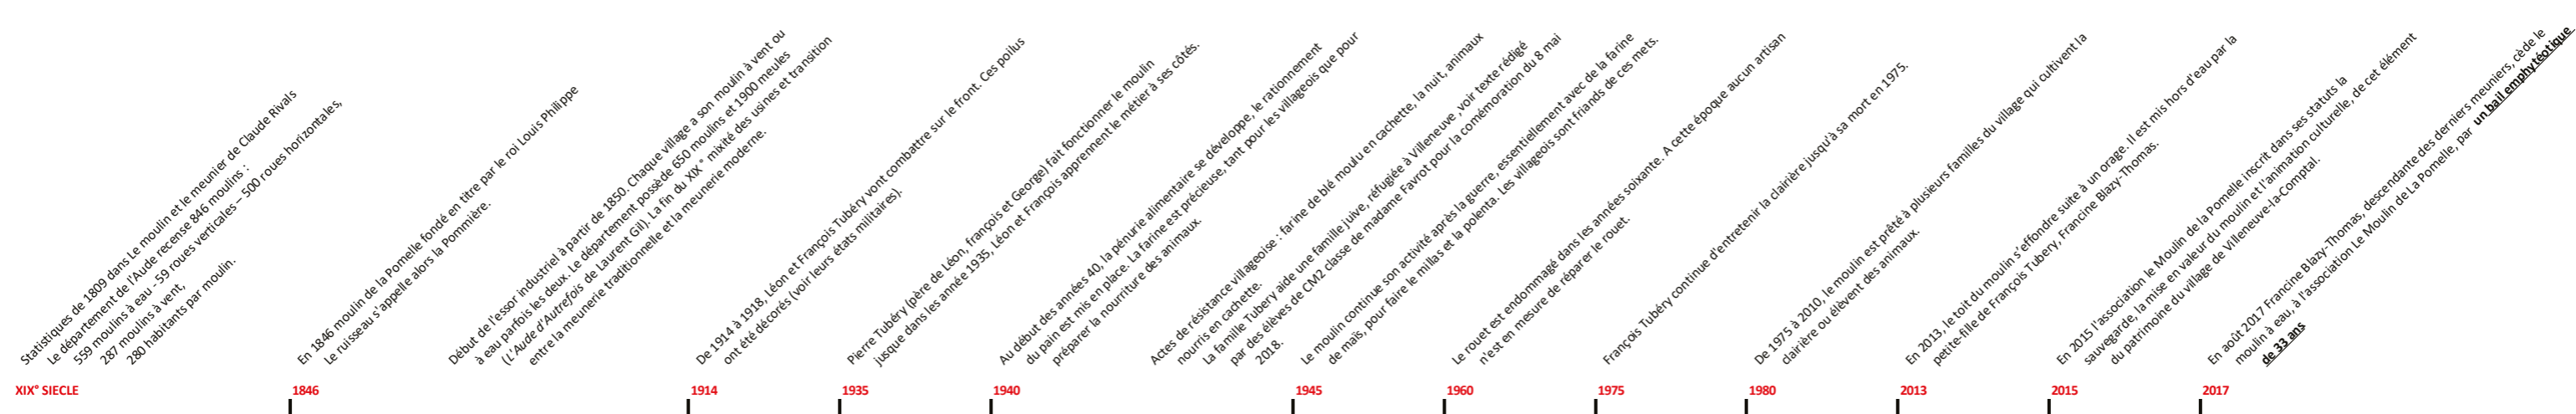 Statistiques de 1809 dans Le moulin et le meunier de Claude Rivals
Le département de l'Aude recense 846 moulins :
559 moulins à eau - 59 roues verticales – 500 roues horizontales,
287 moulins à vent,
280 habitants par moulin.
XIX° SIECLE
En 1846 moulin de la Pomelle fondé en titre par le roi Louis Philippe
Le ruisseau s'appelle alors la Pommière.
1846
Début de l'essor industriel à partir de 1850. Chaque village a son moulin à vent ou
à eau parfois les deux. Le département possède 650 moulins et 1900 meules
(L'Aude d'Autrefois de Laurent Gil). La fin du XIX° mixité des usines et transition
entre la meunerie traditionnelle et la meunerie moderne.
De 1914 à 1918, Léon et François Tubéry vont combattre sur le front. Ces poilus
ont été décorés (voir leurs états militaires).
1914
Pierre Tubéry (père de Léon, françois et George) fait fonctionner le moulin
jusque dans les année 1935, Léon et François apprennent le métier à ses côtés.
1935
Au début des années 40, la pénurie alimentaire se développe, le rationnement
du pain est mis en place. La farine est précieuse, tant pour les villageois que pour
préparer la nourriture des animaux.
1940
Actes de résistance villageoise : farine de blé moulu en cachette, la nuit, animaux
nourris en cachette.
La famille Tubery aide une famille juive, réfugiée à Villeneuve, voir texte rédigé
par des élèves de CM2 classe de madame Favrot pour la comémoration du 8 mai
2018.
Le moulin continue son activité après la guerre, essentiellement avec de la farine
de maïs, pour faire le millas et la polenta. Les villageois sont friands de ces mets.
1945
Le rouet est endommagé dans les années soixante. A cette époque aucun artisan
n'est en mesure de réparer le rouet.
1960
François Tubéry continue d'entretenir la clairière jusqu'à sa mort en 1975.
1975
De 1975 à 2010, le moulin est prêté à plusieurs familles du village qui cultivent la
clairière ou élèvent des animaux.
1980
En 2013, le toit du moulin s'effondre suite à un orage. Il est mis hors d'eau par la
petite-fille de François Tubery, Francine Blazy-Thomas.
2013
En 2015 l'association le Moulin de la Pomelle inscrit dans ses statuts la
sauvegarde, la mise en valeur du moulin et l'animation culturelle, de cet élément
du patrimoine du village de Villeneuve-la-Comptal.
2015
En août 2017 Francine Blazy-Thomas, descendante des derniers meuniers, cède le
moulin à eau, à l'association Le Moulin de La Pomelle, par un bail emphytéotique
de 33 ans
2017